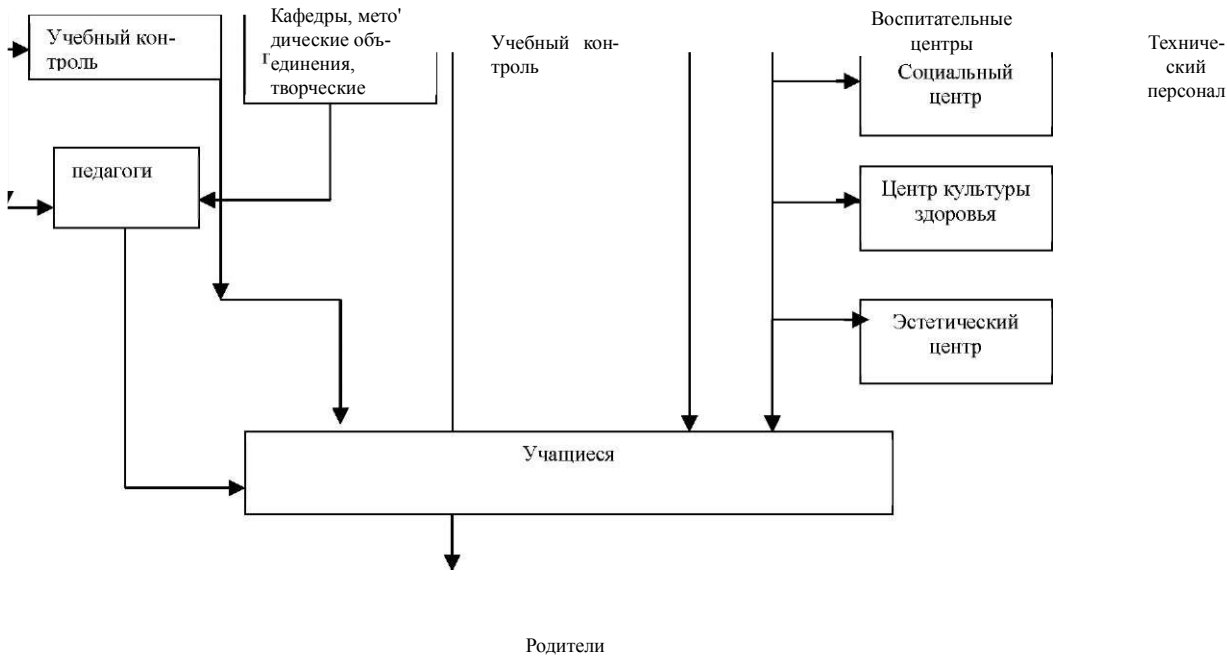 Учебный кон-
троль
Кафедры, мето'
дические объ-
г
единения,
творческие
Учебный кон-
троль
Воспитательные
центры
Социальный
центр
Техниче-
ский
персонал
педагоги
Центр культуры
здоровья
Эстетический
центр
Учащиеся
Родители